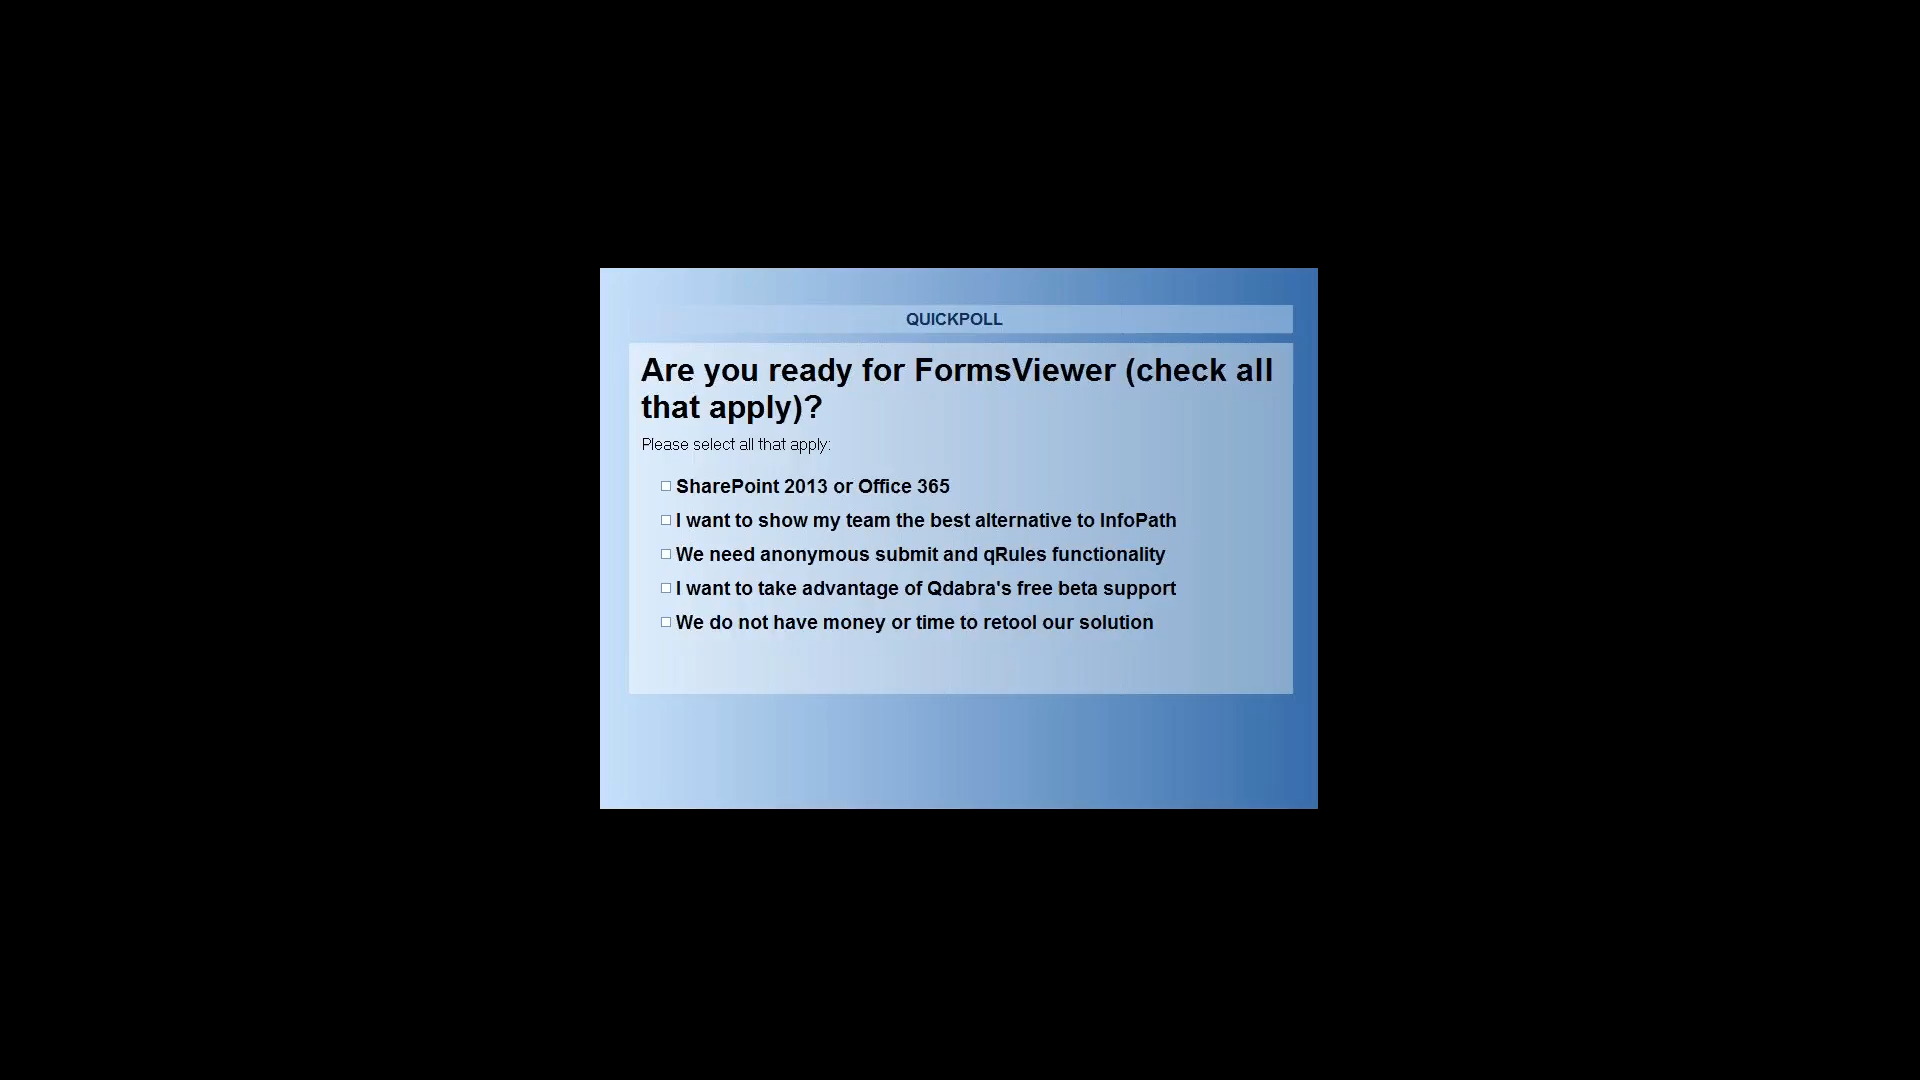 QUICKPOLL
Are you ready for FormsViewer (check all
that apply)?
Please select all that apply:
SharePoint 2013 or Office 365
I want to show my team the best alternative to InfoPath
We need anonymous submit and qRules functionality
I want to take advantage of Qdabra's free beta support
We do not have money or time to retool our solution